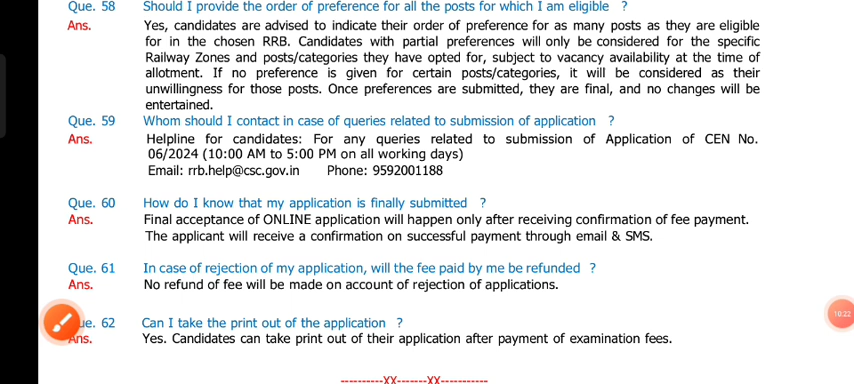 Que. 58 Should I provide the order of preference for all the posts for which I am eligible ?
Ans. Yes, candidates are advised to indicate their order of preference for as many posts as they are eligible
for in the chosen RRB. Candidates with partial preferences will only be considered for the specific
Railway Zones and posts/categories they have opted for, subject to vacancy availability at the time of
allotment. If no preference is given for certain posts/categories, it will be considered as their
unwillingness for those posts. Once preferences are submitted, they are final, and no changes will be
entertained.
Que. 59 Whom should I contact in case of queries related to submission of application ?
Ans. Helpline for candidates: For any queries related to submission of Application of CEN No.
06/2024 (10:00 AM to 5:00 PM on all working days)
Email: rrb.help@csc.gov.in Phone: 9592001188
Que. 60 How do I know that my application is finally submitted ?
Ans. Final acceptance of ONLINE application will happen only after receiving confirmation of fee payment.
The applicant will receive a confirmation on successful payment through email & SMS.
Que. 61 In case of rejection of my application, will the fee paid by me be refunded ?
Ans. No refund of fee will be made on account of rejection of applications.
10:22
ue. 62 Can I take the print out of the application ?
Ans. Yes. Candidates can take print out of their application after payment of examination fees.
----------XX-------XX-----------